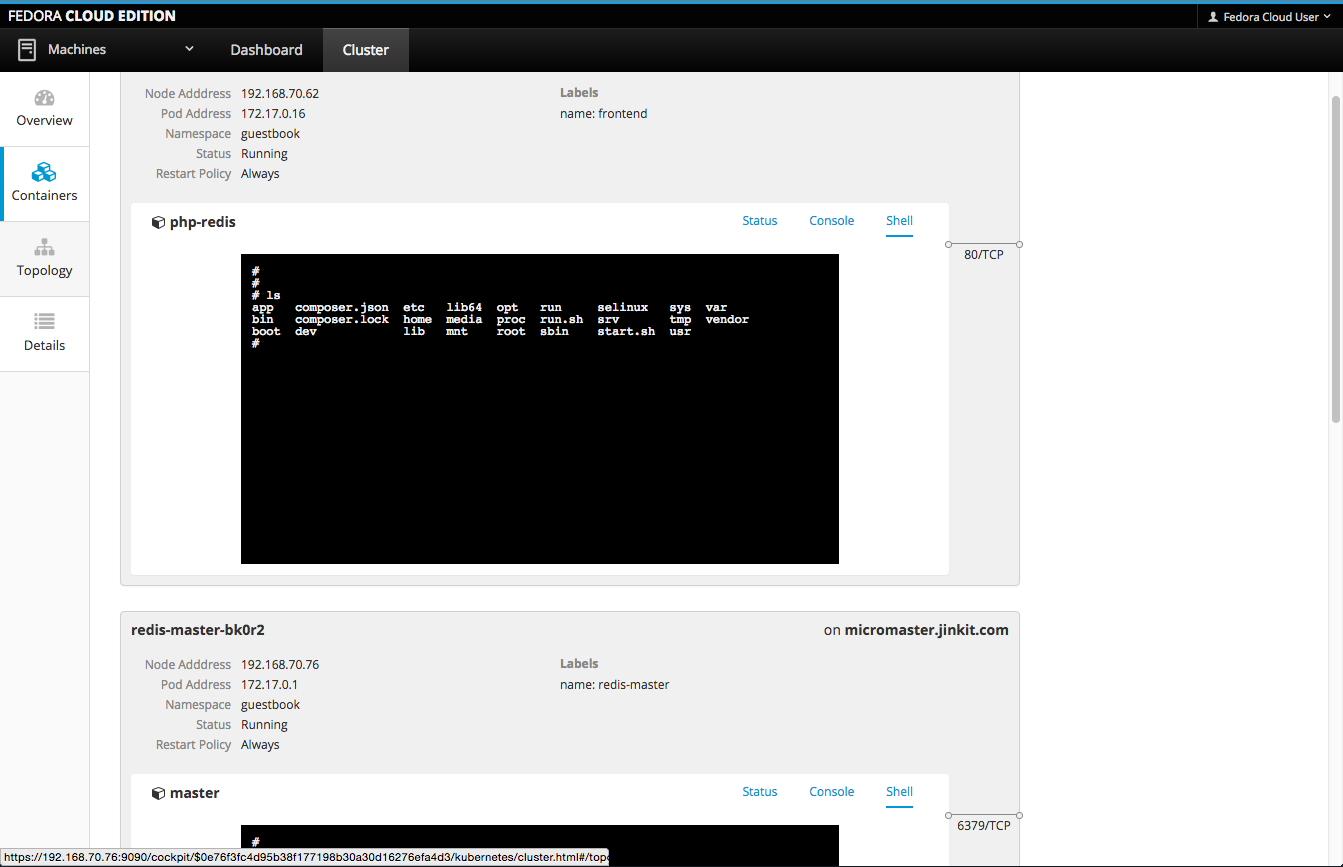 FEDORA CLOUD EDITION
Fedora Cloud User
Machines
Dashboard
Cluster
Overview
Containers
Topology
Details
Node Adddress 192.168.70.62
Pod Address 172.17.0.16
Namespace guestbook
Status Running
Restart Policy Always
Labels
name: frontend
php-redis
Status Console Shell
80/TCP
#
#
# ls
app composer.json etc lib64 opt run selinux sys var
bin composer.lock home media proc run.sh srv tmp vendor
boot dev lib mnt root sbin start.sh usr
#
redis-master-bk0r2
on micromaster.jinkit.com
Node Adddress 192.168.70.76
Pod Address 172.17.0.1
Namespace guestbook
Status Running
Restart Policy Always
Labels
name: redis-master
master
Status Console Shell
6379/TCP
#
https://192.168.70.76:9090/cockpit/$0e76f3fc4d95b38f177198b30a30d16276efa4d3/kubernetes/cluster.html#/topo